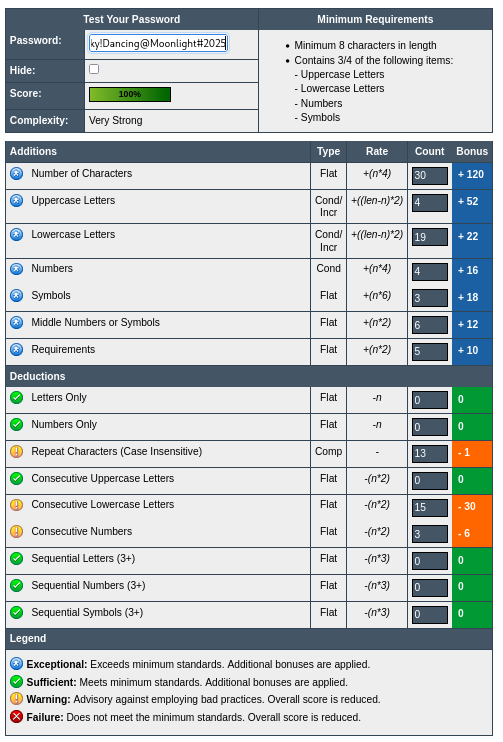 Test Your Password Minimum Requirements
Password: ky!Dancing@Moonlight#2025
• Minimum 8 characters in length
• Contains 3/4 of the following items:
- Uppercase Letters
- Lowercase Letters
- Numbers
- Symbols
Hide:
Score: 100%
Complexity: Very Strong
Additions Type Rate Count Bonus
Number of Characters Flat +(n*4) 30 + 120
Uppercase Letters Cond/Incr +((len-n)*2) 4 + 52
Lowercase Letters Cond/Incr +((len-n)*2) 19 + 22
Numbers Cond +(n*4) 4 + 16
Symbols Flat +(n*6) 3 + 18
Middle Numbers or Symbols Flat +(n*2) 6 + 12
Requirements Flat +(n*2) 5 + 10
Deductions
Letters Only Flat -n 0 0
Numbers Only Flat -n 0 0
Repeat Characters (Case Insensitive) Comp - 13 - 1
Consecutive Uppercase Letters Flat -(n*2) 0 0
Consecutive Lowercase Letters Flat -(n*2) 15 - 30
Consecutive Numbers Flat -(n*2) 3 - 6
Sequential Letters (3+) Flat -(n*3) 0 0
Sequential Numbers (3+) Flat -(n*3) 0 0
Sequential Symbols (3+) Flat -(n*3) 0 0
Legend
Exceptional: Exceeds minimum standards. Additional bonuses are applied.
Sufficient: Meets minimum standards. Additional bonuses are applied.
Warning: Advisory against employing bad practices. Overall score is reduced.
Failure: Does not meet the minimum standards. Overall score is reduced.